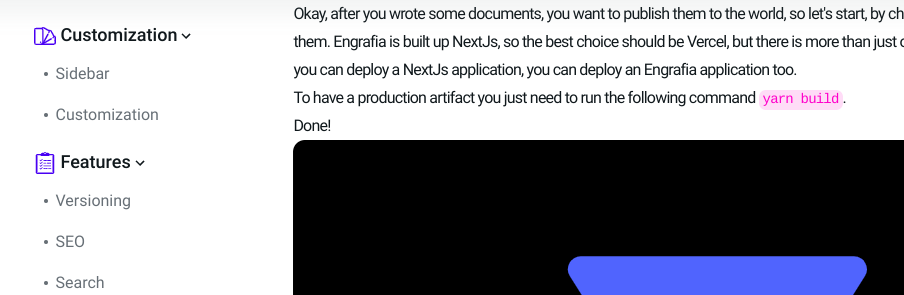 Customization
Sidebar
Customization
Features
Versioning
SEO
Search
Okay, after you wrote some documents, you want to publish them to the world, so let's start, by
them. Engrafia is built up NextJs, so the best choice should be Vercel, but there is more than just
you can deploy a NextJs application, you can deploy an Engrafia application too.
To have a production artifact you just need to run the following command yarn build.
Done!